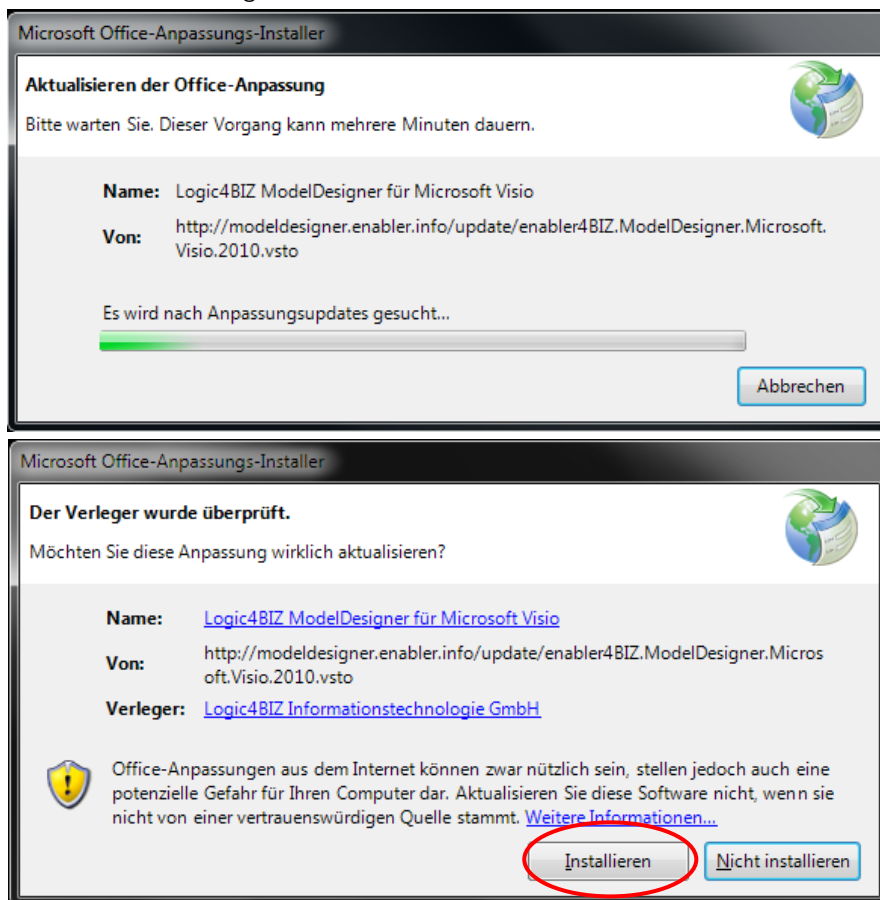 Microsoft Office-Anpassungs-Installer
Aktualisieren der Office-Anpassung
Bitte warten Sie. Dieser Vorgang kann mehrere Minuten dauern.
Name: Logic4BIZ ModelDesigner für Microsoft Visio
Von: http://modeldesigner.enabler.info/update/enabler4BIZ.ModelDesigner.Microsoft.
Visio.2010.vsto
Es wird nach Anpassungsupdates gesucht...
Abbrechen
Microsoft Office-Anpassungs-Installer
Der Verleger wurde überprüft.
Möchten Sie diese Anpassung wirklich aktualisieren?
Name: Logic4BIZ ModelDesigner für Microsoft Visio
Von: http://modeldesigner.enabler.info/update/enabler4BIZ.ModelDesigner.Micros
oft.Visio.2010.vsto
Verleger: Logic4BIZ Informationstechnologie GmbH
Office-Anpassungen aus dem Internet können zwar nützlich sein, stellen jedoch auch eine
potenzielle Gefahr für Ihren Computer dar. Aktualisieren Sie diese Software nicht, wenn sie
nicht von einer vertrauenswürdigen Quelle stammt. Weitere Informationen...
Installieren Nicht installieren